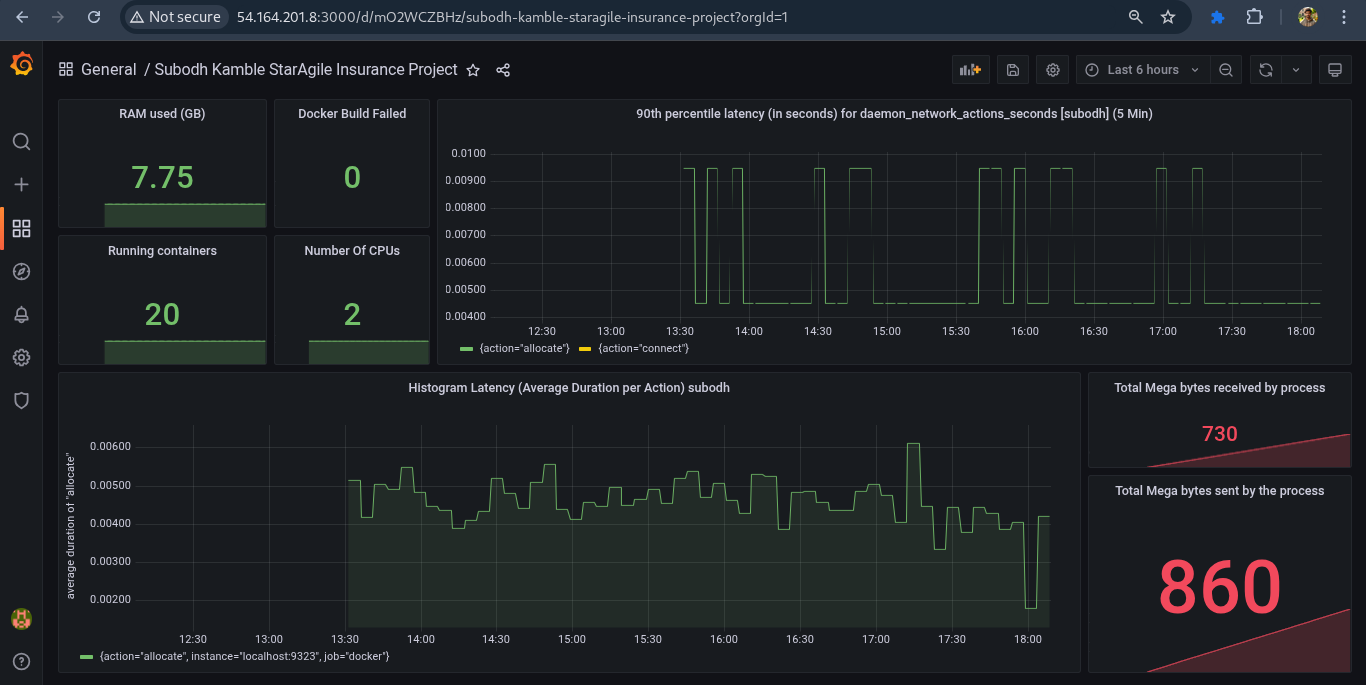 Not secure 54.164.201.8:3000/d/mO2WCZBHz/subodh-kamble-staragile-insurance-project?orgId=1
General / Subodh Kamble StarAgile Insurance Project
Last 6 hours
RAM used (GB)
7.75
Docker Build Failed
0
Running containers
20
Number Of CPUs
2
90th percentile latency (in seconds) for daemon_network_actions_seconds [subodh] (5 Min)
0.0100
0.00900
0.00800
0.00700
0.00600
0.00500
0.00400
12:30 13:00 13:30 14:00 14:30 15:00 15:30 16:00 16:30 17:00 17:30 18:00
{action="allocate"} {action="connect"}
Histogram Latency (Average Duration per Action) subodh
average duration of "allocate"
0.00600
0.00500
0.00400
0.00300
0.00200
12:30 13:00 13:30 14:00 14:30 15:00 15:30 16:00 16:30 17:00 17:30 18:00
{action="allocate", instance="localhost:9323", job="docker"}
Total Mega bytes received by process
730
Total Mega bytes sent by the process
860